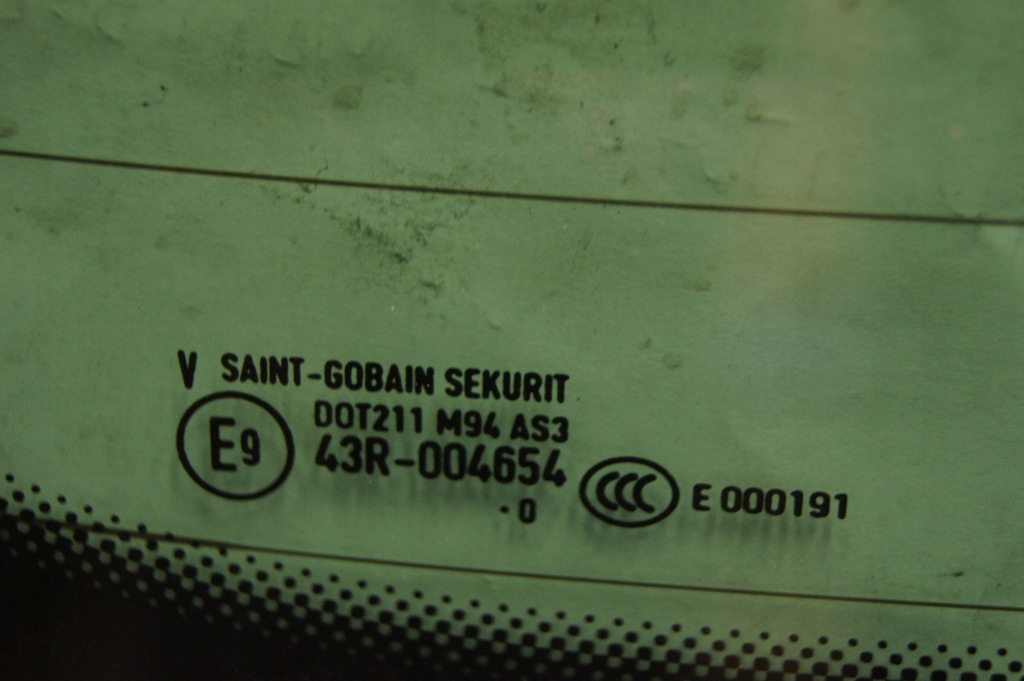 V SAINT-GOBAIN SEKURIT
DOT211 M94 AS3
E9 43R-004654
CCC E 000191
·0